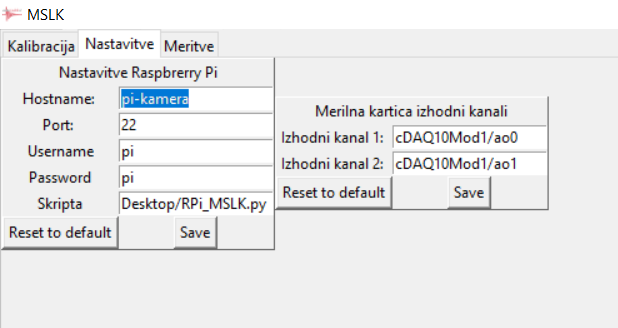 MSLK
Kalibracija Nastavitve Meritve
Nastavitve Raspbrerry Pi
Hostname: pi-kamera
Port: 22
Username pi
Password pi
Skripta Desktop/RPi_MSLK.py
Reset to default Save
Merilna kartica izhodni kanali
Izhodni kanal 1: cDAQ10Mod1/ao0
Izhodni kanal 2: cDAQ10Mod1/ao1
Reset to default Save